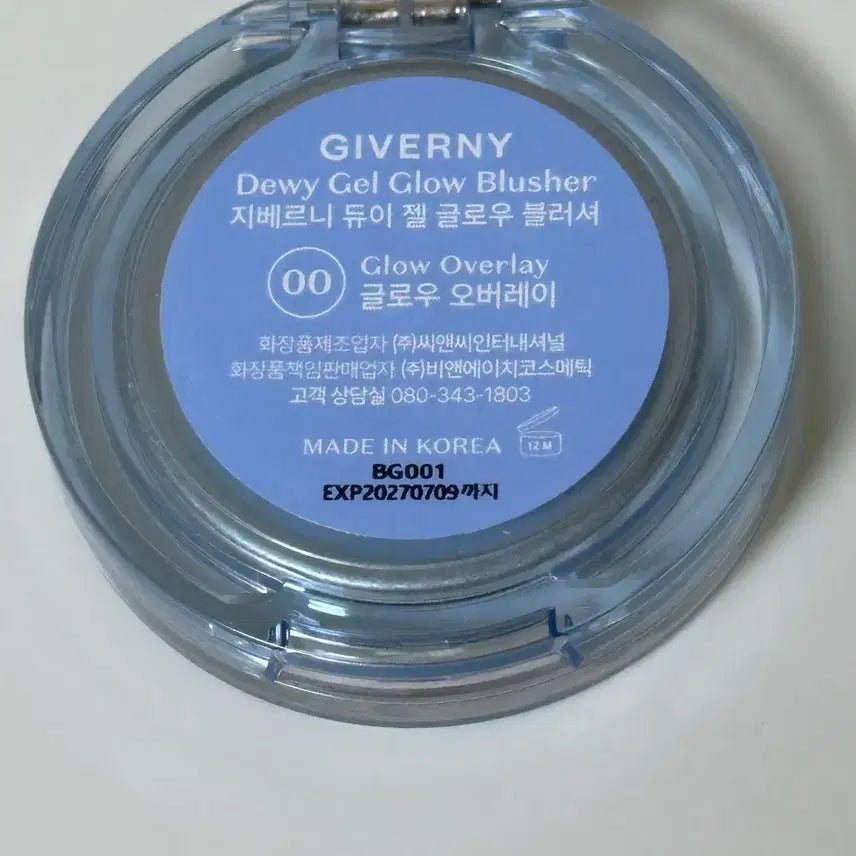 GIVERNY
Dewy Gel Glow Blusher
지베르니 듀이 젤 글로우 블러셔
00
Glow Overlay
글로우 오버레이
화장품제조업자 (주)씨앤씨인터내셔널
화장품책임판매업자 (주)비앤에이치코스메틱
고객 상담실 080-343-1803
MADE IN KOREA
12 M
BG001
EXP20270709까지